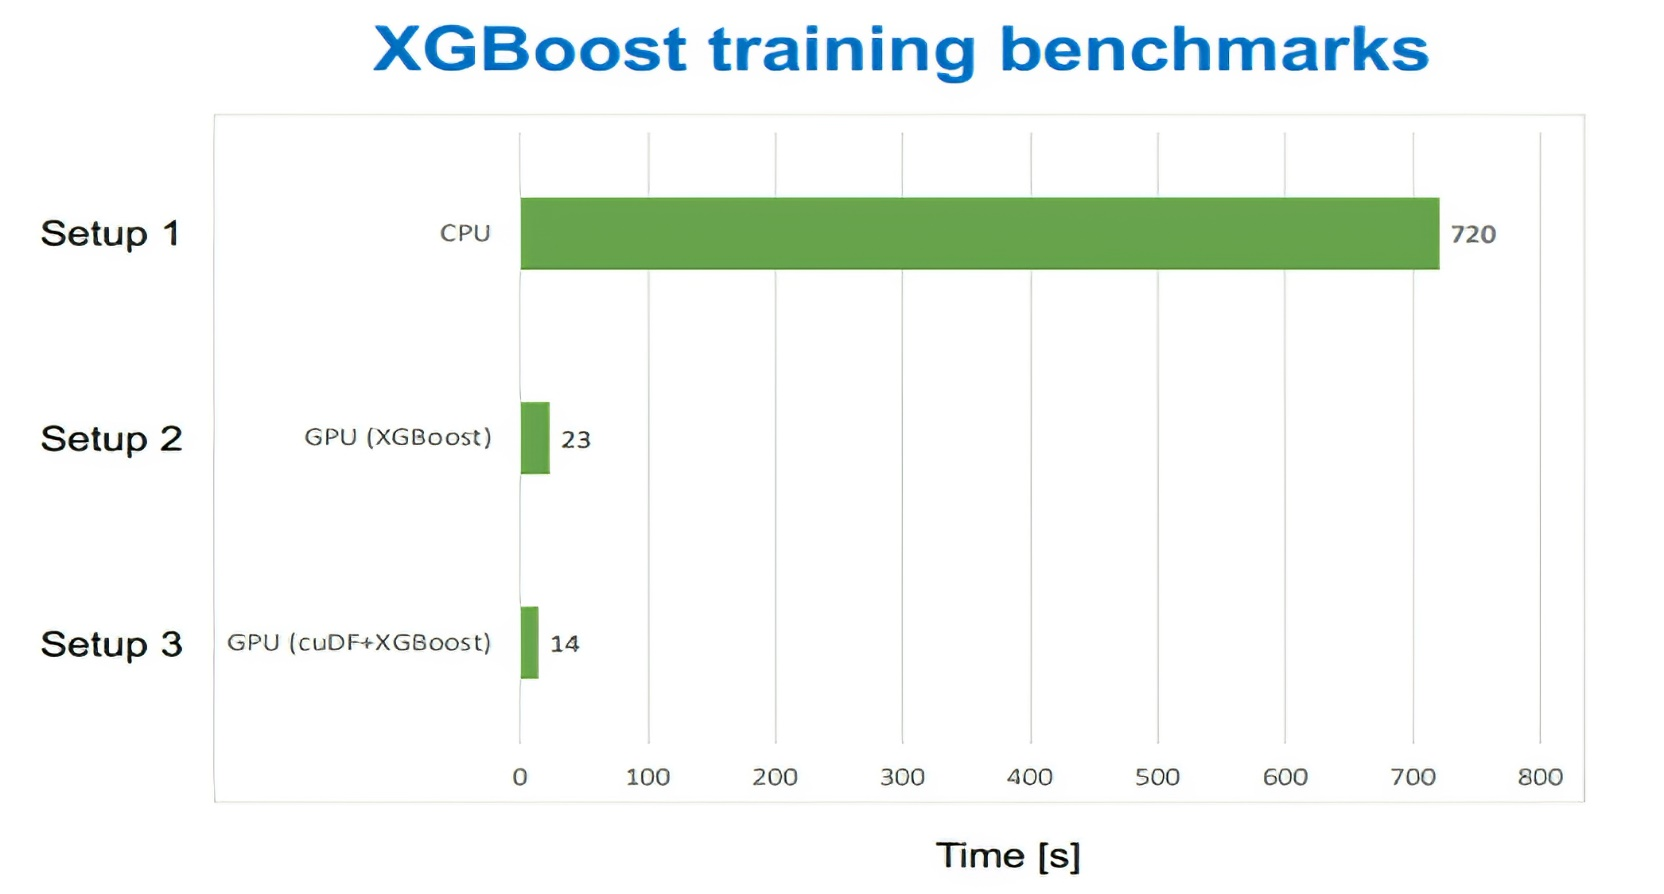 XGBoost training benchmarks
Setup 1
CPU
720
Setup 2
GPU (XGBoost)
23
Setup 3
GPU (cuDF+XGBoost)
14
0 100 200 300 400 500 600 700 800
Time [s]